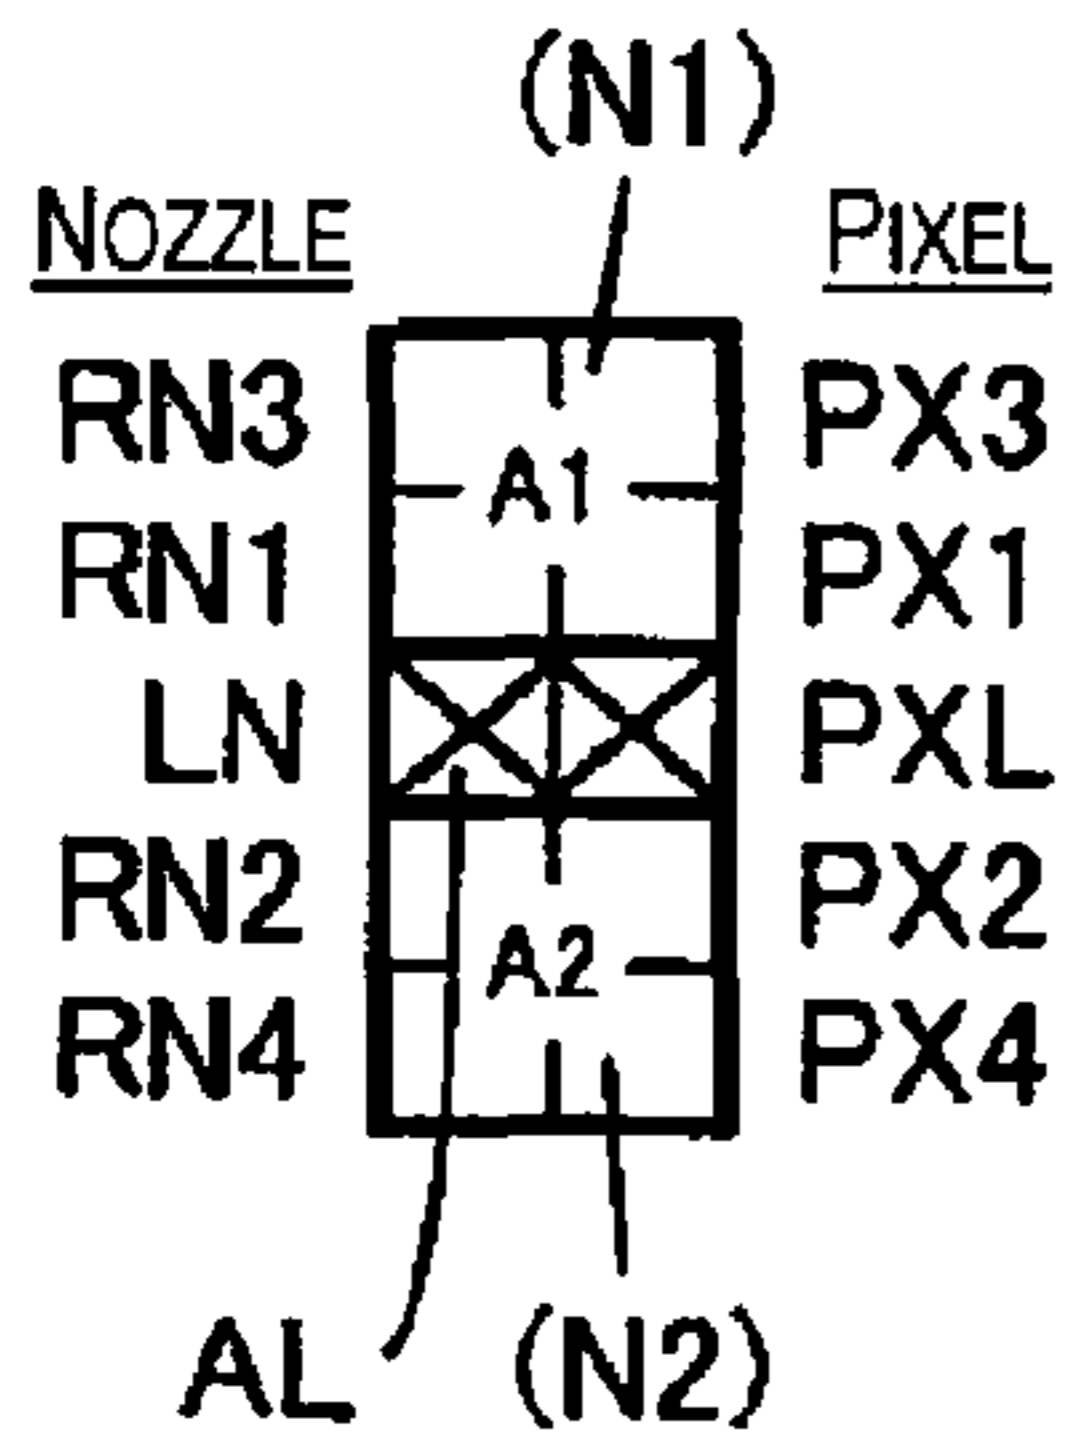 (N1)
NOZZLE PIXEL
RN3 PX3
A1
RN1 PX1
LN PXL
RN2 PX2
A2
RN4 PX4
AL (N2)